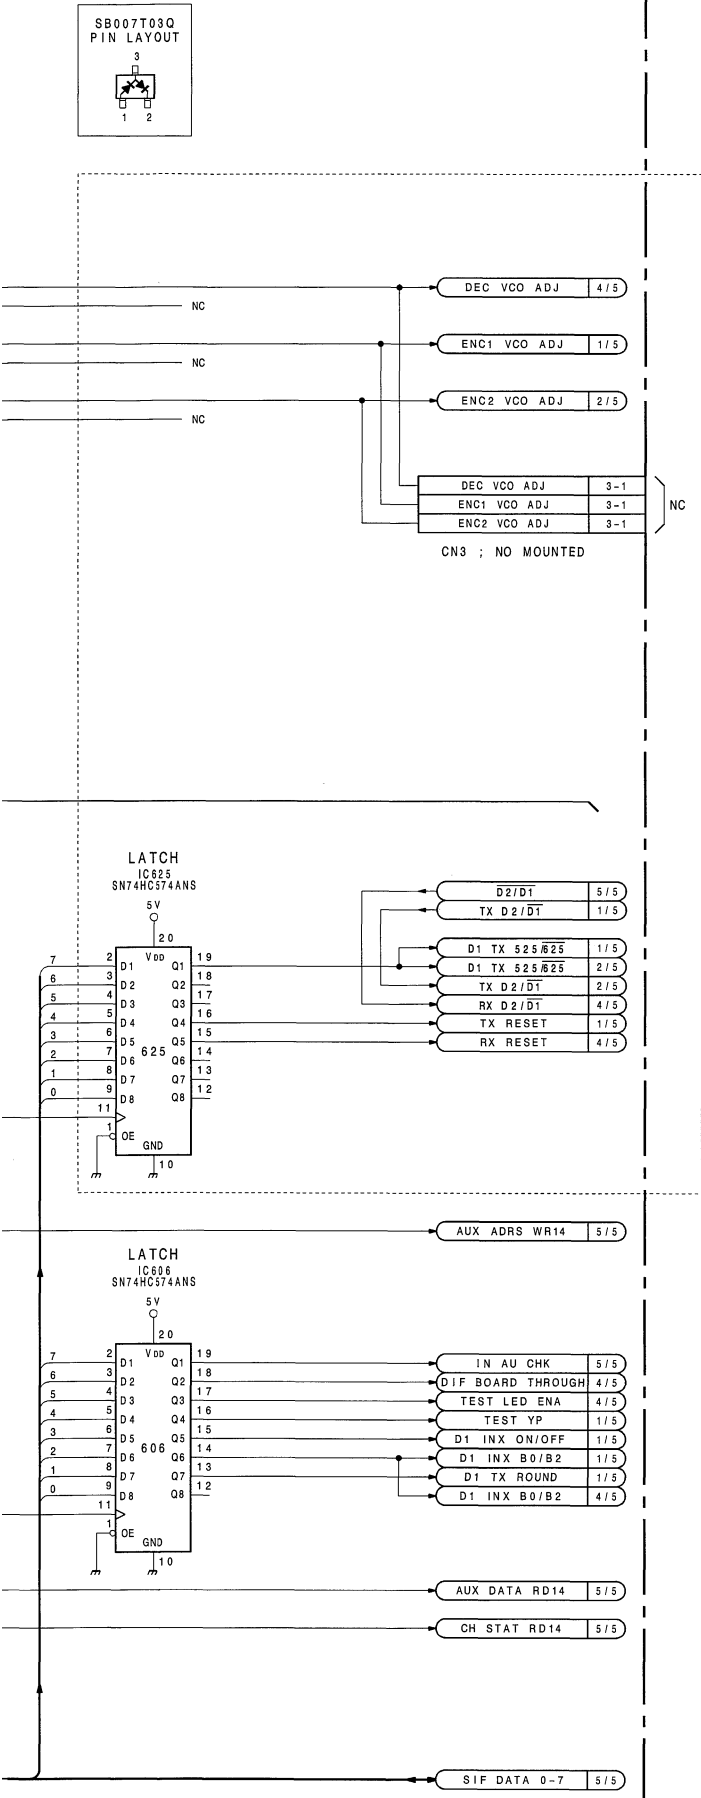 SB007T03Q
PIN LAYOUT
3
1 2
DEC VCO ADJ 4/5
NC
ENC1 VCO ADJ 1/5
NC
ENC2 VCO ADJ 2/5
NC
DEC VCO ADJ 3-1
ENC1 VCO ADJ 3-1
NC
ENC2 VCO ADJ 3-1
CN3 ; NO MOUNTED
LATCH
IC625
SN74HC574ANS
5V
20
VDD
D2/D1 5/5
TX D2/D1 1/5
D1 TX 525/625 1/5
7 2 D1 Q1 19 D1 TX 525/625 2/5
6 3 D2 Q2 18 TX D2/D1 2/5
5 4 D3 Q3 17 RX D2/D1 4/5
4 5 D4 Q4 16 TX RESET 1/5
3 6 D5 Q5 15 RX RESET 4/5
625
2 7 D6 Q6 14
1 8 D7 Q7 13
0 9 D8 Q8 12
11
1 OE
GND
10
AUX ADRS WR14 5/5
LATCH
IC606
SN74HC574ANS
5V
20
VDD
7 2 D1 Q1 19 IN AU CHK 5/5
6 3 D2 Q2 18 DIF BOARD THROUGH 4/5
5 4 D3 Q3 17 TEST LED ENA 4/5
4 5 D4 Q4 16 TEST YP 1/5
3 6 D5 Q5 15 D1 INX ON/OFF 1/5
606
2 7 D6 Q6 14 D1 INX B0/B2 1/5
1 8 D7 Q7 13 D1 TX ROUND 1/5
0 9 D8 Q8 12 D1 INX B0/B2 4/5
11
1 OE
GND
10
AUX DATA RD14 5/5
CH STAT RD14 5/5
SIF DATA 0-7 5/5